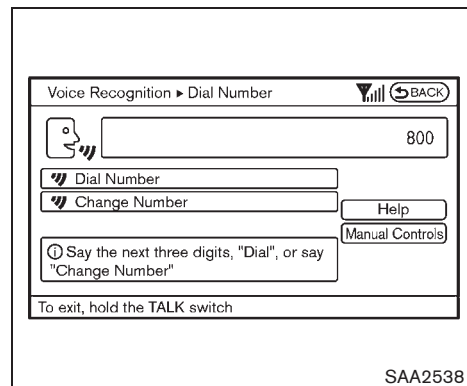 Voice Recognition ▸ Dial Number
BACK
800
Dial Number
Change Number
Help
Manual Controls
Say the next three digits, "Dial", or say
"Change Number"
To exit, hold the TALK switch
SAA2538